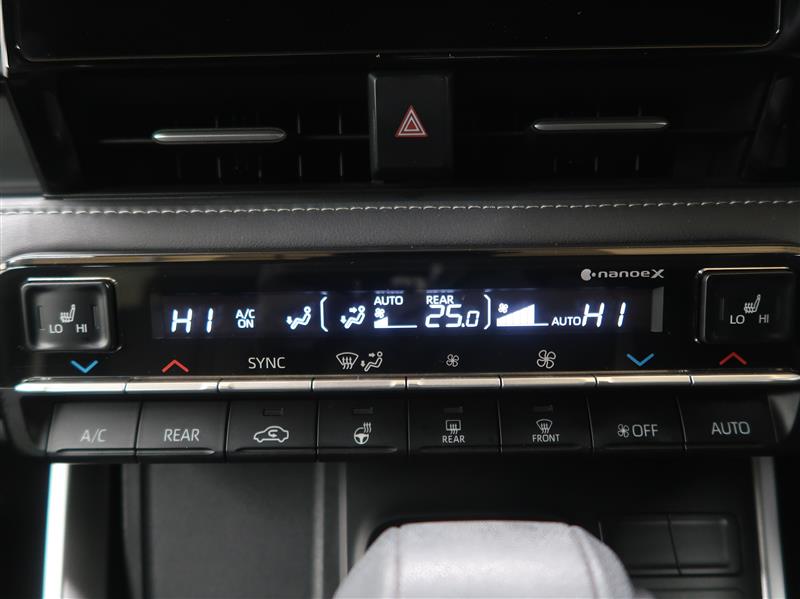 nanoeX
HI A/C ON AUTO REAR 25.0 AUTO HI
LO HI
LO HI
SYNC
A/C REAR REAR FRONT OFF AUTO